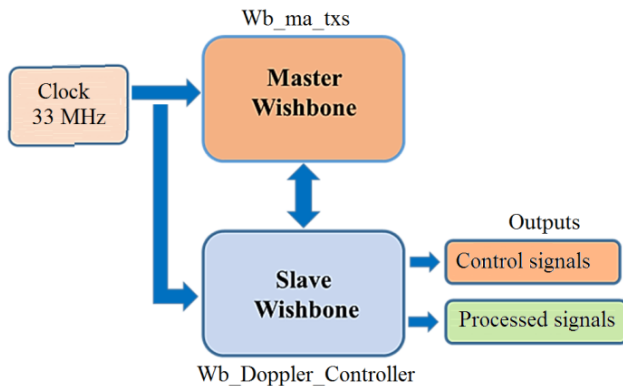 Wb_ma_txs
Clock
33 MHz
Master
Wishbone
Slave
Wishbone
Outputs
Control signals
Processed signals
Wb_Doppler_Controller